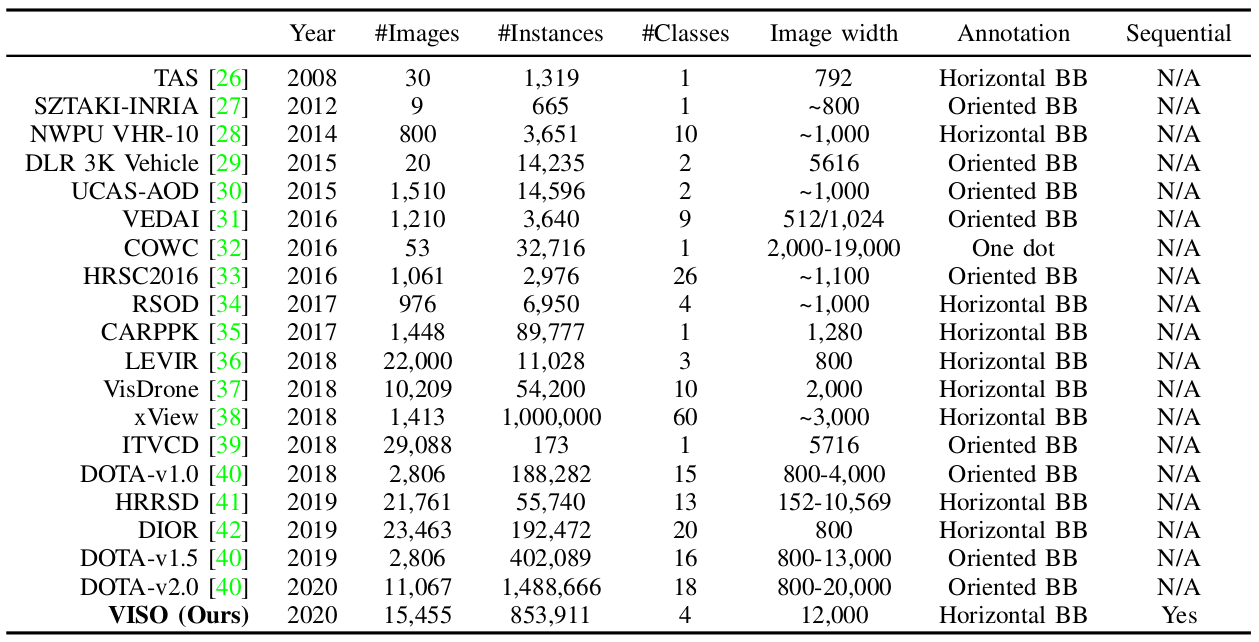 Year #Images #Instances #Classes Image width Annotation Sequential
TAS [26] 2008 30 1,319 1 792 Horizontal BB N/A
SZTAKI-INRIA [27] 2012 9 665 1 ~800 Oriented BB N/A
NWPU VHR-10 [28] 2014 800 3,651 10 ~1,000 Horizontal BB N/A
DLR 3K Vehicle [29] 2015 20 14,235 2 5616 Oriented BB N/A
UCAS-AOD [30] 2015 1,510 14,596 2 ~1,000 Oriented BB N/A
VEDAI [31] 2016 1,210 3,640 9 512/1,024 Oriented BB N/A
COWC [32] 2016 53 32,716 1 2,000-19,000 One dot N/A
HRSC2016 [33] 2016 1,061 2,976 26 ~1,100 Oriented BB N/A
RSOD [34] 2017 976 6,950 4 ~1,000 Horizontal BB N/A
CARPPK [35] 2017 1,448 89,777 1 1,280 Horizontal BB N/A
LEVIR [36] 2018 22,000 11,028 3 800 Horizontal BB N/A
VisDrone [37] 2018 10,209 54,200 10 2,000 Horizontal BB N/A
xView [38] 2018 1,413 1,000,000 60 ~3,000 Horizontal BB N/A
ITVCD [39] 2018 29,088 173 1 5716 Oriented BB N/A
DOTA-v1.0 [40] 2018 2,806 188,282 15 800-4,000 Oriented BB N/A
HRRSD [41] 2019 21,761 55,740 13 152-10,569 Horizontal BB N/A
DIOR [42] 2019 23,463 192,472 20 800 Horizontal BB N/A
DOTA-v1.5 [40] 2019 2,806 402,089 16 800-13,000 Oriented BB N/A
DOTA-v2.0 [40] 2020 11,067 1,488,666 18 800-20,000 Oriented BB N/A
VISO (Ours) 2020 15,455 853,911 4 12,000 Horizontal BB Yes